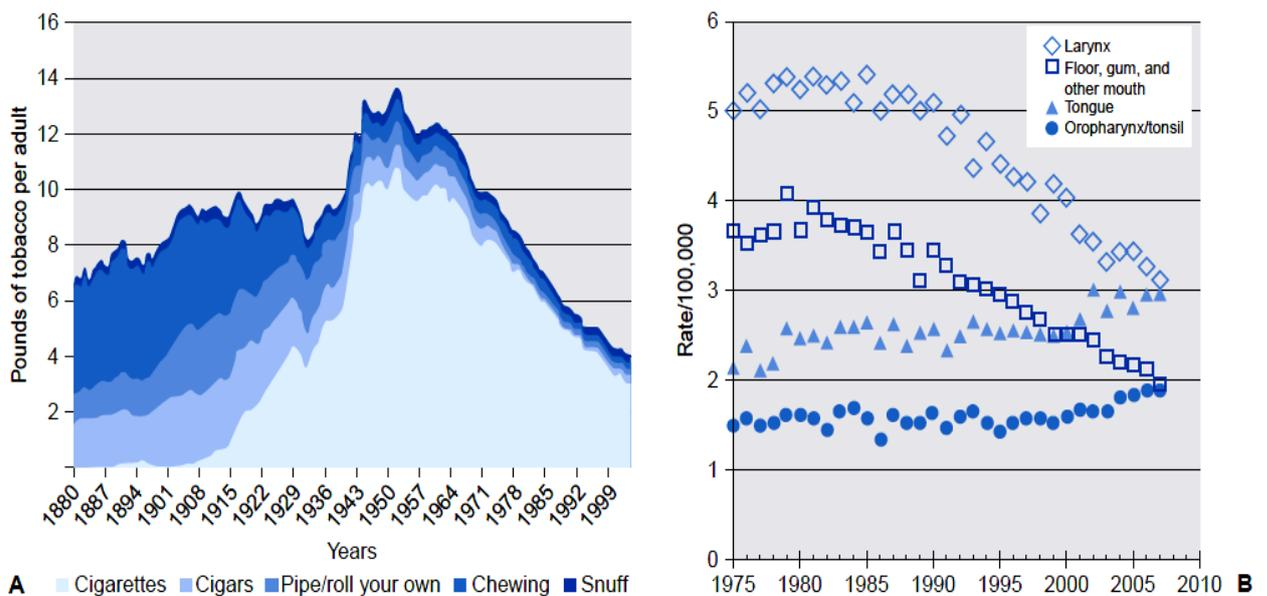 16
14
12
10
8
6
4
2
Pounds of tobacco per adult
1880
1887
1894
1901
1908
1915
1922
1929
1936
1943
1950
1957
1964
1971
1978
1985
1992
1999
Years
A
Cigarettes
Cigars
Pipe/roll your own
Chewing
Snuff
6
5
4
3
2
1
0
Rate/100,000
Larynx
Floor, gum, and
other mouth
Tongue
Oropharynx/tonsil
1975
1980
1985
1990
1995
2000
2005
2010
B